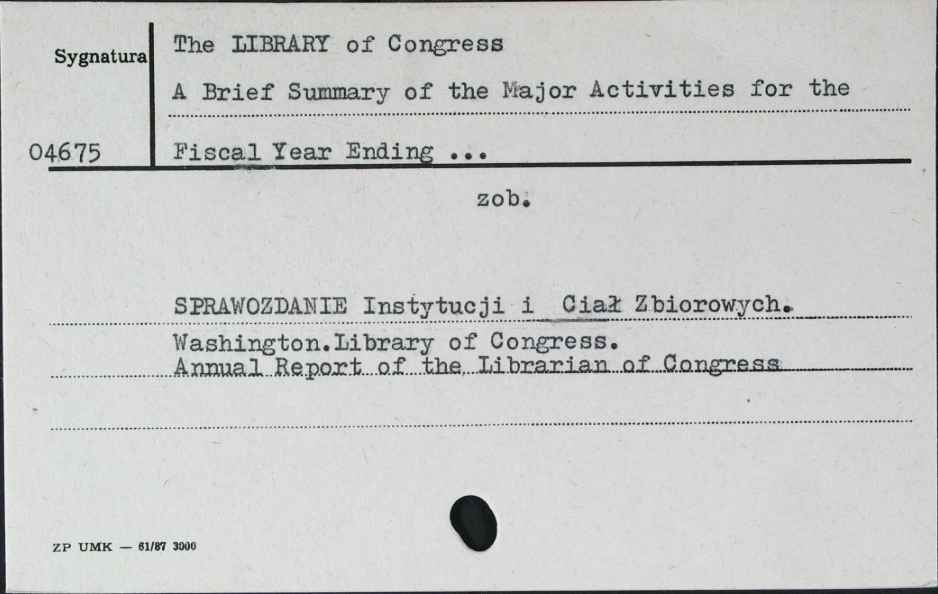 Sygnatura
The LIBRARY of Congress
A Brief Summary of the Major Activities for the
04675
Fiscal Year Ending ...
zob.
SPRAWOZDANIE Instytucji i Ciał Zbiorowych.
Washington.Library of Congress.
Annual Report of the Librarian of Congress
ZP UMK — 61/87 3000